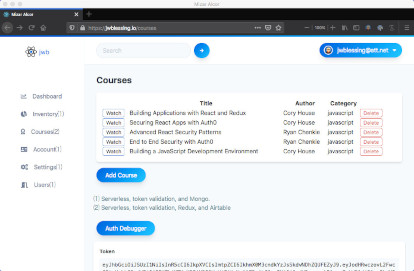 Mixer Alcor
Mixer Alcor
https://jwblessing.io/courses
jwb
Search
+
jwblessing@att.net
Dashboard
Inventory(1)
Courses(2)
Account(1)
Settings(1)
Users(1)
Courses
Title Author Category
Watch Building Applications with React and Redux Cory House javascript Delete
Watch Securing React Apps with Auth0 Cory House javascript Delete
Watch Advanced React Security Patterns Ryan Chenkie javascript Delete
Watch End to End Security with Auth0 Ryan Chenkie javascript Delete
Watch Building a JavaScript Development Environment Cory House javascript Delete
Add Course
(1) Serverless, token validation, and Mongo.
(2) Serverless, token validation, Redux, and Airtable
Auth Debugger
Token